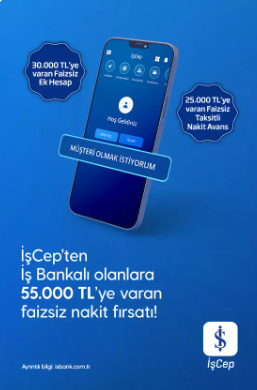 30.000 TL'ye
varan Faizsiz
Ek Hesap
İşCep
25.000 TL'ye
varan Faizsiz
Taksitli
Nakit Avans
Hoş Geldiniz
MÜŞTERİ OLMAK İSTİYORUM
İşCep'ten
İş Bankalı olanlara
55.000 TL'ye varan
faizsiz nakit fırsatı!
Ayrıntılı bilgi: isbank.com.tr
İşCep